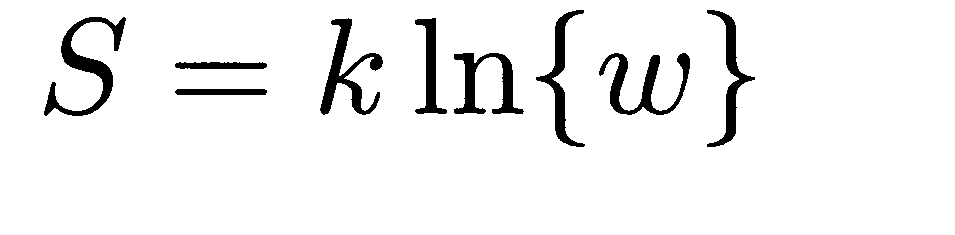 S = k ln{w}